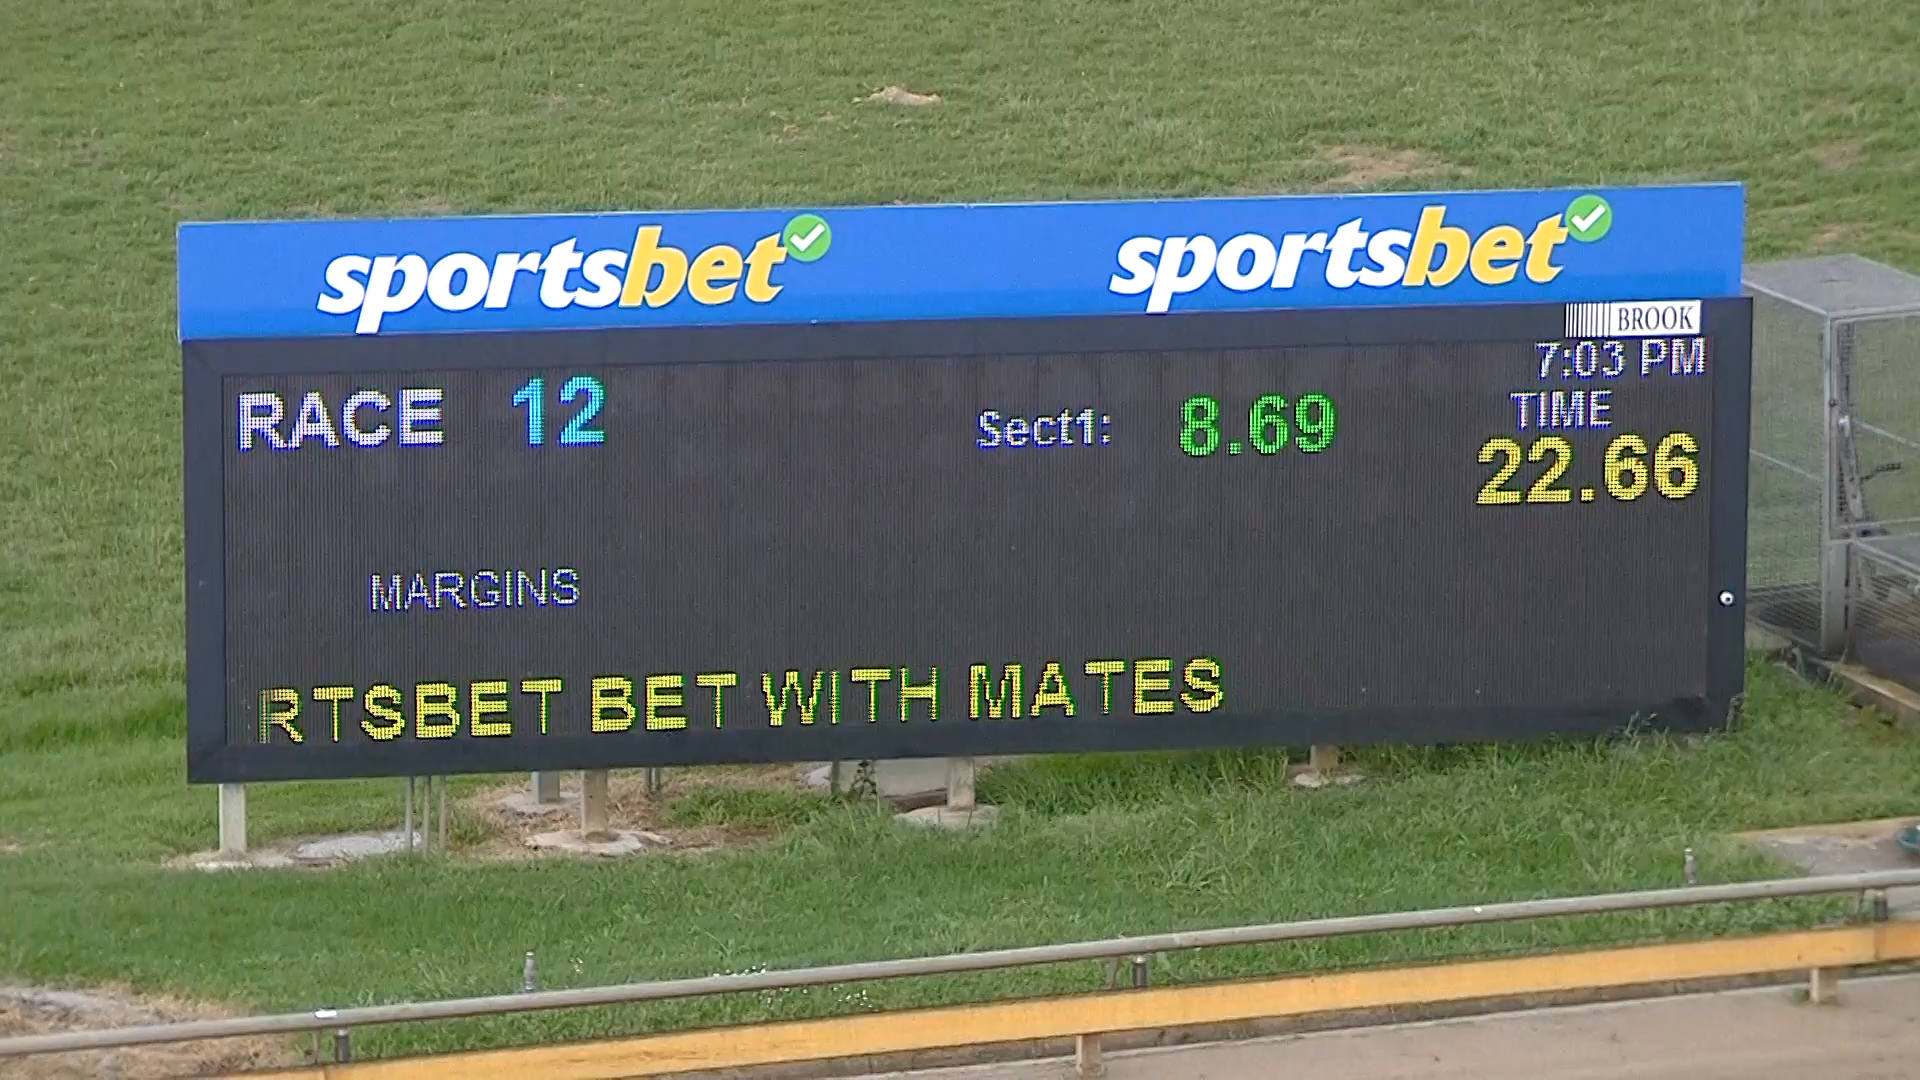 sportsbet sportsbet
BROOK
7:03 PM
RACE 12 Sect1: 8.69 TIME
22.66
MARGINS
RTSBET BET WITH MATES